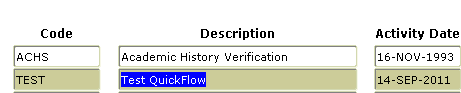 Code Description Activity Date
ACHS Academic History Verification 16-NOV-1993
TEST Test QuickFlow 14-SEP-2011